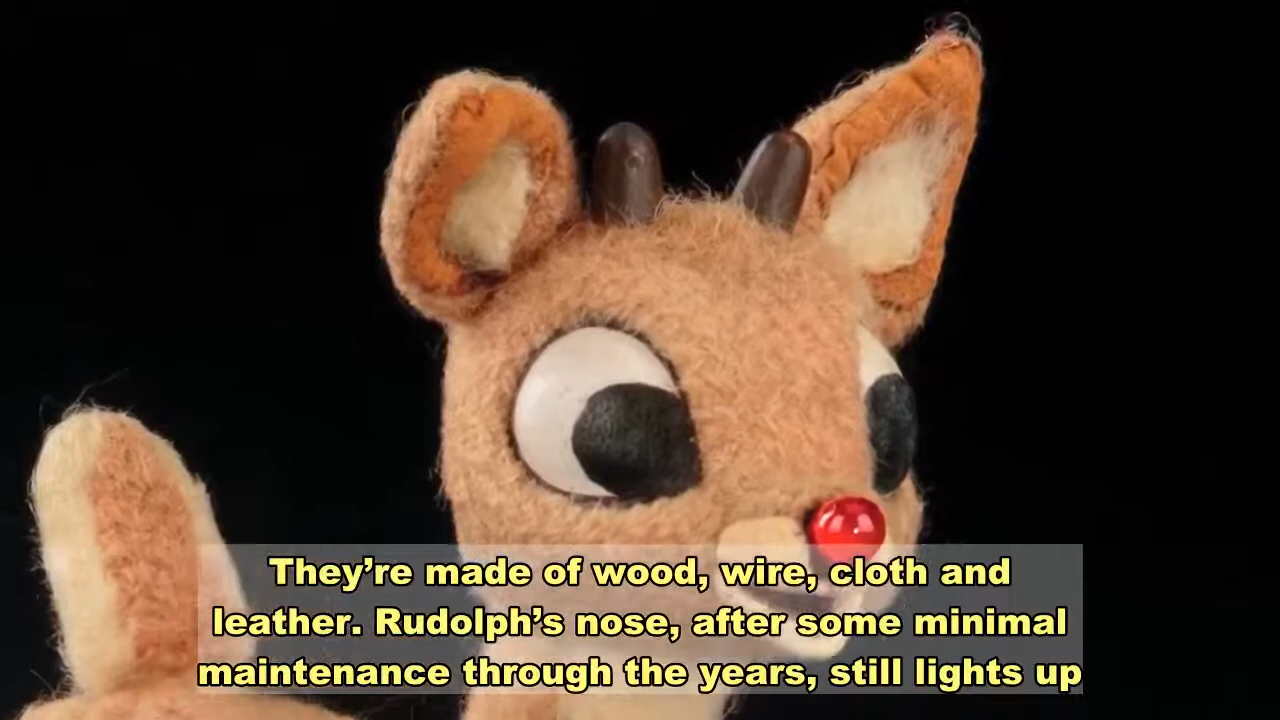 They’re made of wood, wire, cloth and
leather. Rudolph’s nose, after some minimal
maintenance through the years, still lights up